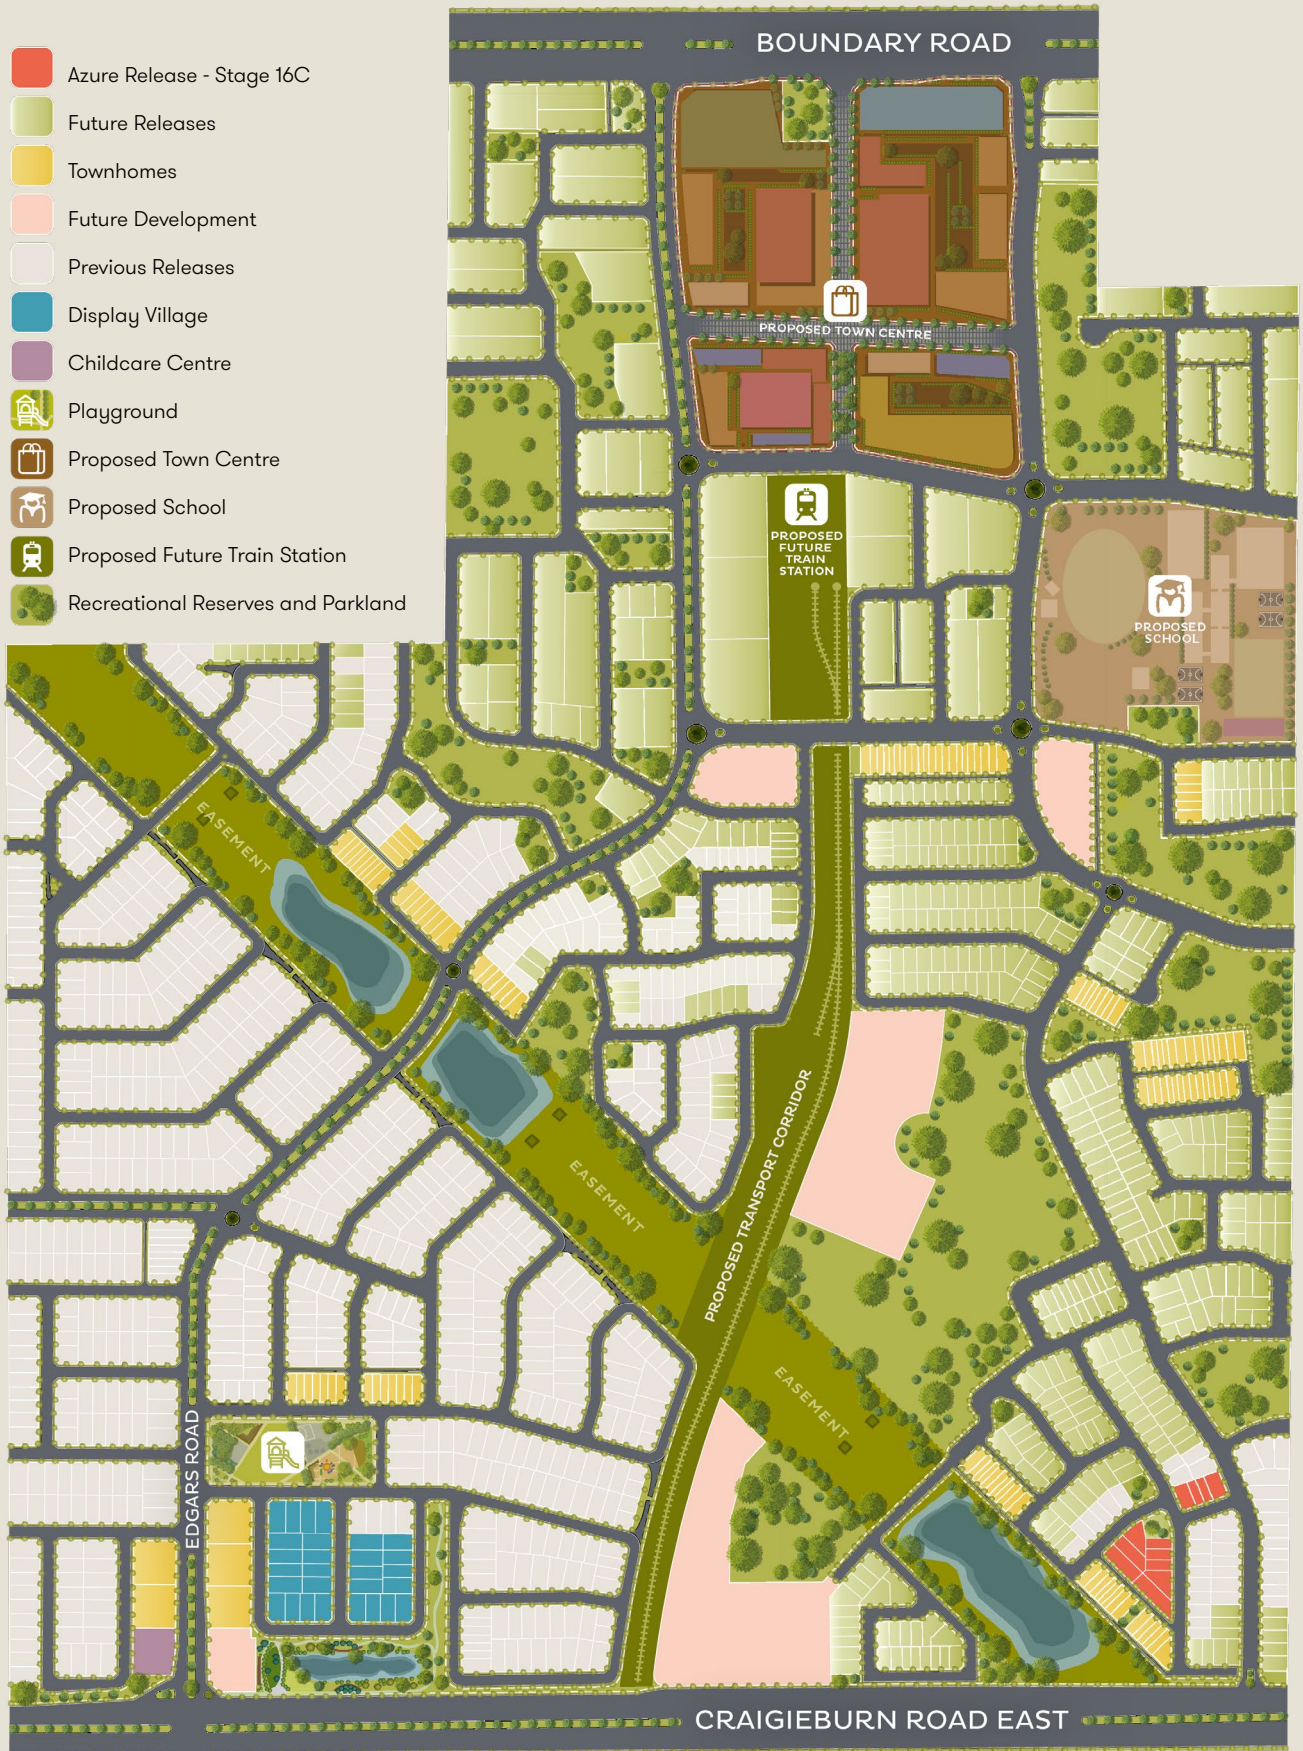 BOUNDARY ROAD
Azure Release - Stage 16C
Future Releases
Townhomes
Future Development
Previous Releases
Display Village
Childcare Centre
Playground
Proposed Town Centre
Proposed School
Proposed Future Train Station
Recreational Reserves and Parkland
PROPOSED TOWN CENTRE
PROPOSED
FUTURE
TRAIN
STATION
PROPOSED
SCHOOL
EASEMENT
EASEMENT
PROPOSED TRANSPORT CORRIDOR
EASEMENT
EDGARS ROAD
CRAIGIEBURN ROAD EAST